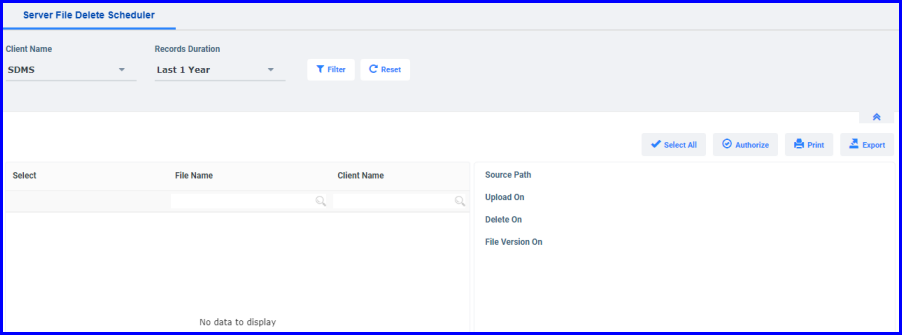 Server File Delete Scheduler
Client Name Records Duration
SDMS Last 1 Year Filter Reset
Select All Authorize Print Export
Select File Name Client Name
Source Path
Upload On
Delete On
File Version On
No data to display